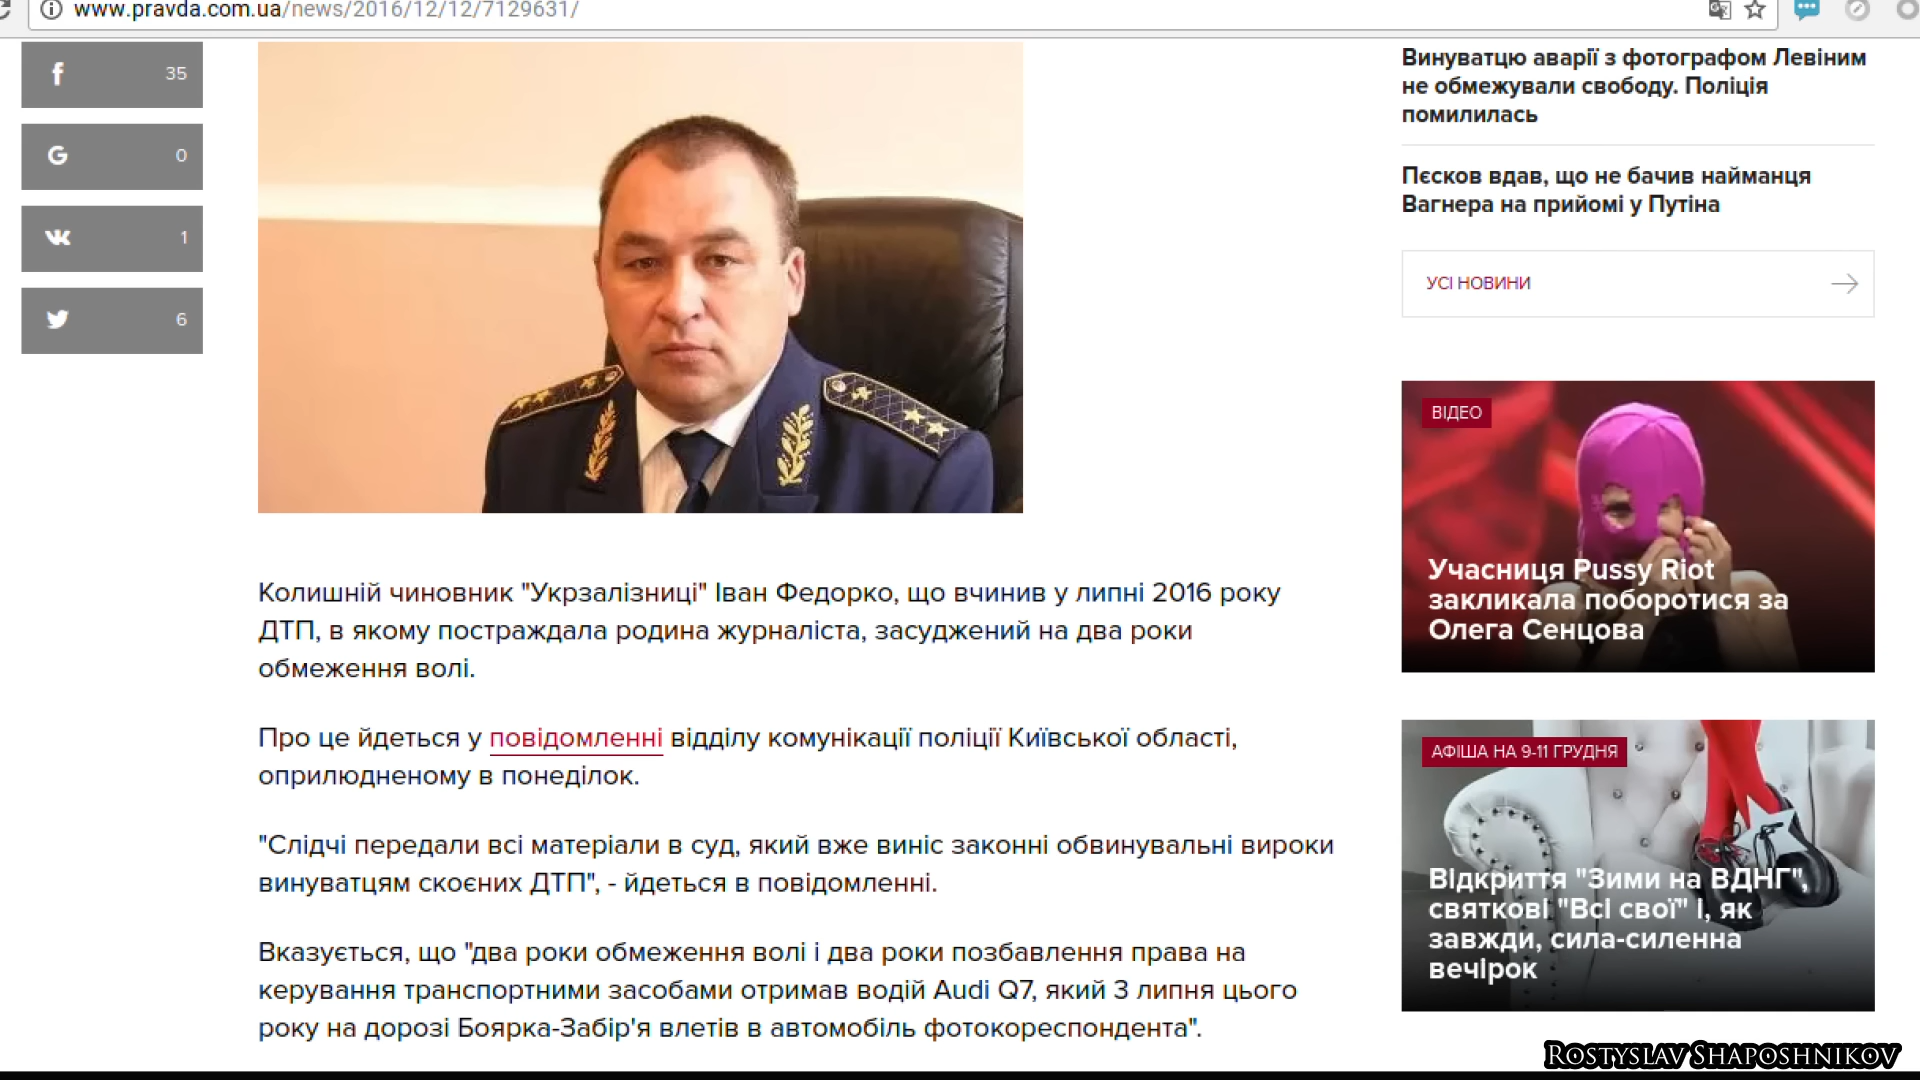 www.pravda.com.ua/news/2016/12/12/7129631/
35
0
1
6
Колишній чиновник "Укрзалізниці" Іван Федорко, що вчинив у липні 2016 року
ДТП, в якому постраждала родина журналіста, засуджений на два роки
обмеження волі.
Про це йдеться у повідомленні відділу комунікації поліції Київської області,
оприлюдненому в понеділок.
"Слідчі передали всі матеріали в суд, який вже виніс законні обвинувальні вироки
винуватцям скоєних ДТП", - йдеться в повідомленні.
Вказується, що "два роки обмеження волі і два роки позбавлення права на
керування транспортними засобами отримав водій Audi Q7, який 3 липня цього
року на дорозі Боярка-Забір'я влетів в автомобіль фотокореспондента".
Винуватцю аварії з фотографом Левіним
не обмежували свободу. Поліція
помилилась
Пєсков вдав, що не бачив найманця
Вагнера на прийомі у Путіна
УСІ НОВИНИ
ВІДЕО
Учасниця Pussy Riot
закликала поборотися за
Олега Сенцова
АФІША НА 9-11 ГРУДНЯ
Відкриття "Зими на ВДНГ",
святкові "Всі свої" і, як
завжди, сила-силенна
вечірок
ROSTYSLAV SHAPOSHNIKOV